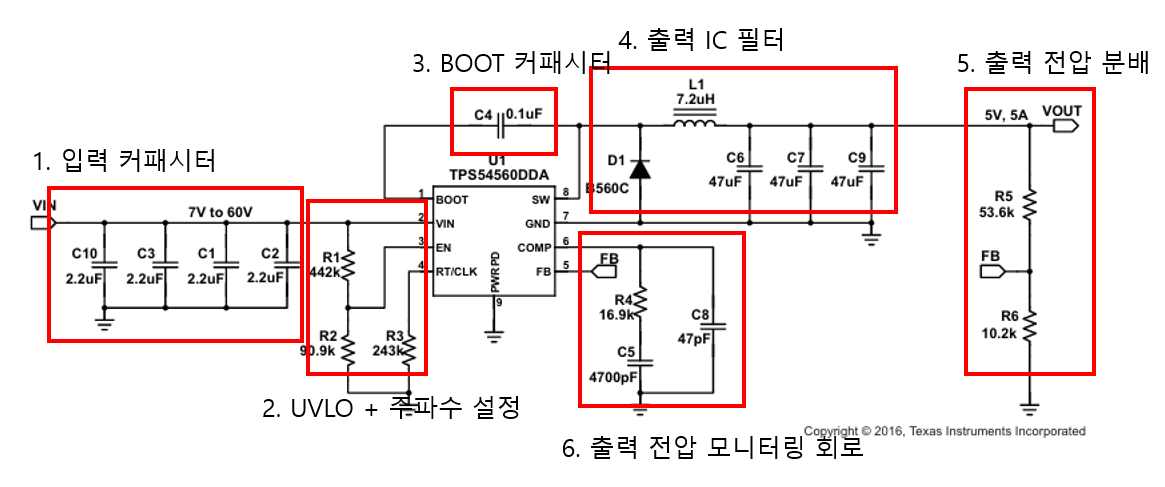 4. 출력 IC 필터
3. BOOT 커패시터
5. 출력 전압 분배
1. 입력 커패시터
L1
7.2uH
C4
0.1uF
5V, 5A
VOUT
U1
TPS54560DDA
D1
B560C
C6
47uF
C7
47uF
C9
47uF
VIN
7V to 60V
1
BOOT
SW
8
2
VIN
GND
7
3
EN
COMP
6
4
RT/CLK
FB
5
PWRPD
9
FB
C10
2.2uF
C3
2.2uF
C1
2.2uF
C2
2.2uF
R1
442k
R2
90.9k
R3
243k
R4
16.9k
C5
4700pF
C8
47pF
R5
53.6k
FB
R6
10.2k
2. UVLO + 주파수 설정
Copyright © 2016, Texas Instruments Incorporated
6. 출력 전압 모니터링 회로